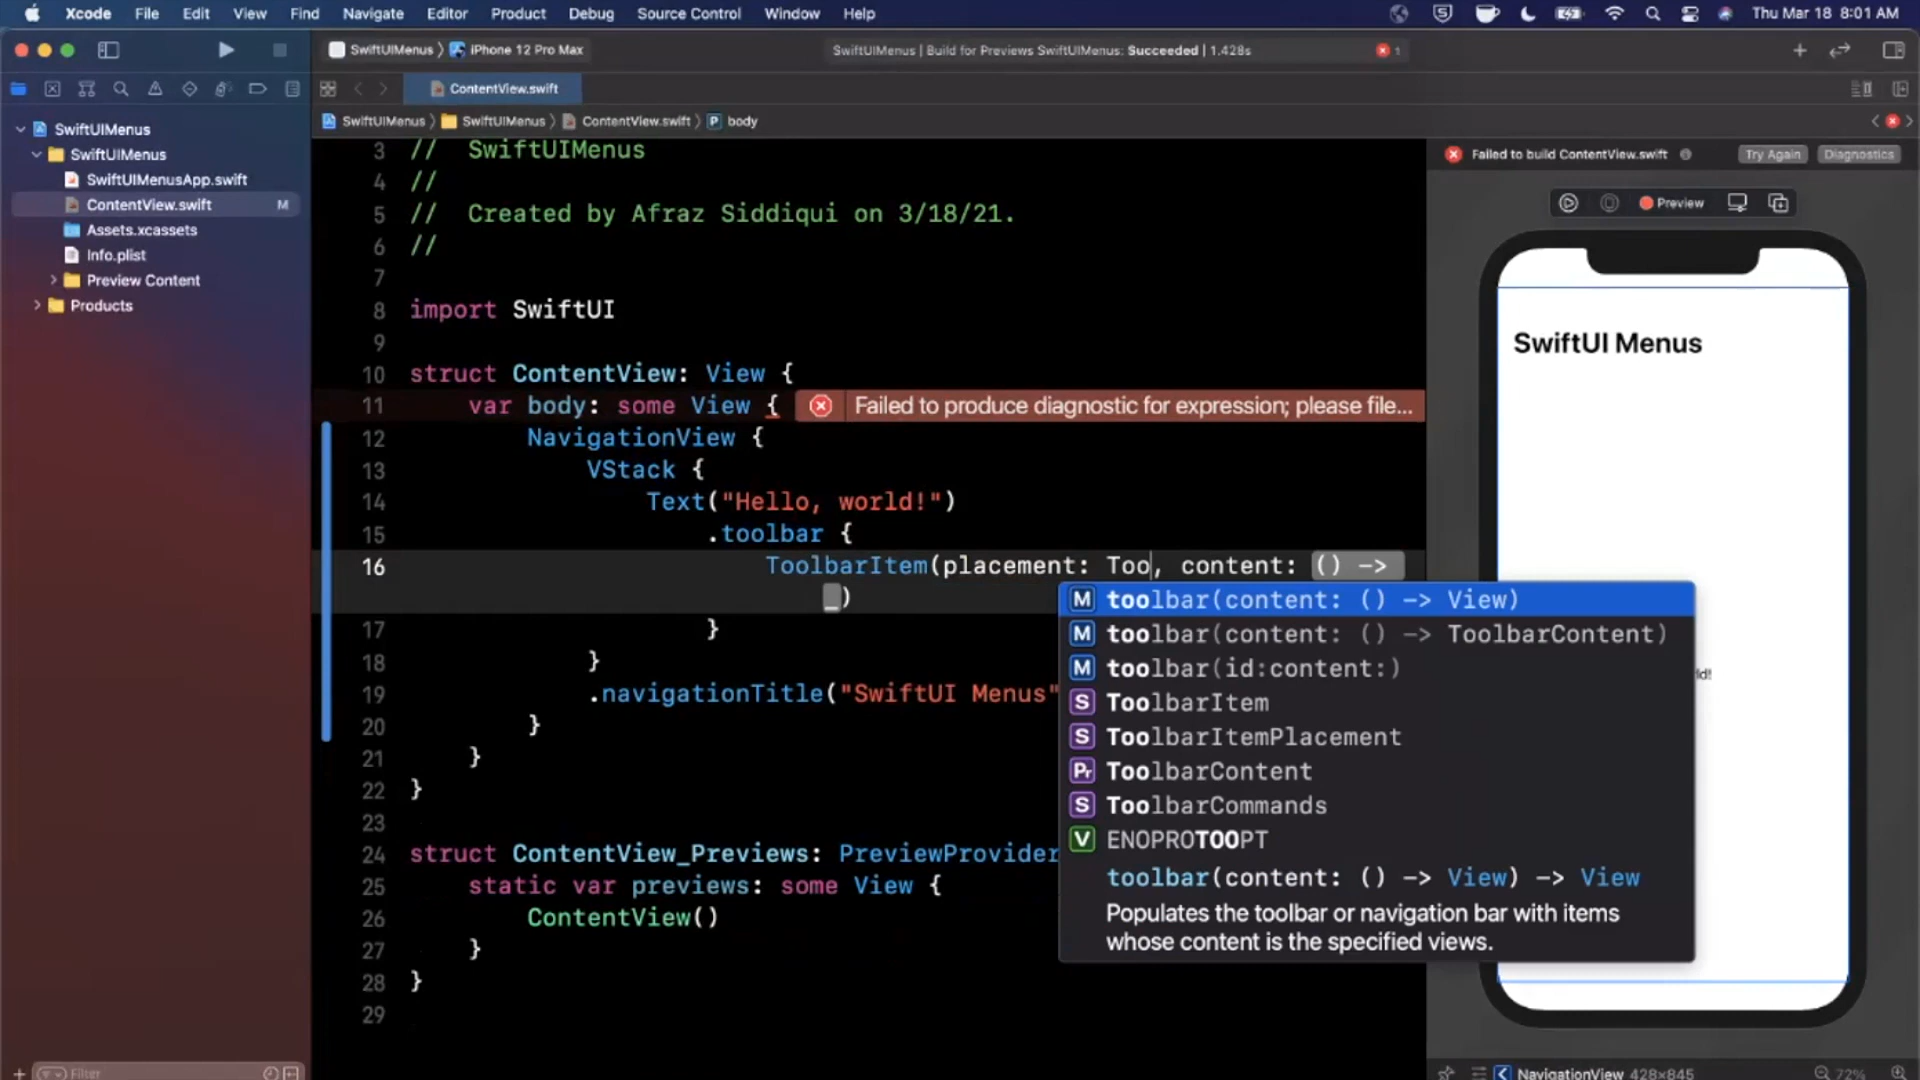 Xcode File Edit View Find Navigate Editor Product Debug Source Control Window Help
Thu Mar 18 8:01 AM
SwiftUIMenus 〉 iPhone 12 Pro Max
SwiftUIMenus | Build for Previews SwiftUIMenus: Succeeded | 1.428s
1
ContentView.swift
SwiftUIMenus 〉 SwiftUIMenus 〉 ContentView.swift 〉 P body
SwiftUIMenus
SwiftUIMenus
SwiftUIMenusApp.swift
ContentView.swift M
Assets.xcassets
Info.plist
Preview Content
Products
Filter
3 // SwiftUIMenus
4 //
5 // Created by Afraz Siddiqui on 3/18/21.
6 //
7
8 import SwiftUI
9
10 struct ContentView: View {
11 var body: some View {
Failed to produce diagnostic for expression; please file...
12 NavigationView {
13 VStack {
14 Text("Hello, world!")
15 .toolbar {
16 ToolbarItem(placement: Too, content: () ->
_)
17 }
18 }
19 .navigationTitle("SwiftUI Menus"
20 }
21 }
22 }
23
24 struct ContentView_Previews: PreviewProvider
25 static var previews: some View {
26 ContentView()
27 }
28 }
29
M toolbar(content: () -> View)
M toolbar(content: () -> ToolbarContent)
M toolbar(id:content:)
S ToolbarItem
S ToolbarItemPlacement
Pr ToolbarContent
S ToolbarCommands
V ENOPROTOOPT
toolbar(content: () -> View) -> View
Populates the toolbar or navigation bar with items
whose content is the specified views.
Failed to build ContentView.swift
Try Again
Diagnostics
Preview
SwiftUI Menus
ld!
NavigationView 428×845
72%